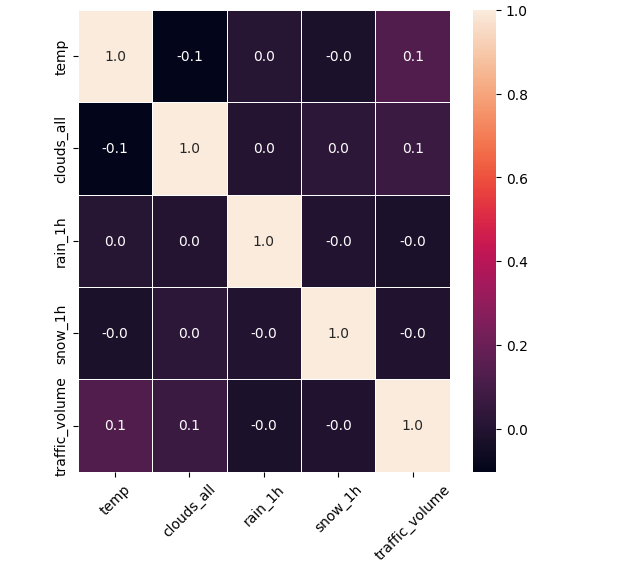 temp 1.0 -0.1 0.0 -0.0 0.1
clouds_all -0.1 1.0 0.0 0.0 0.1
rain_1h 0.0 0.0 1.0 -0.0 -0.0
snow_1h -0.0 0.0 -0.0 1.0 -0.0
traffic_volume 0.1 0.1 -0.0 -0.0 1.0
temp clouds_all rain_1h snow_1h traffic_volume
1.0
0.8
0.6
0.4
0.2
0.0